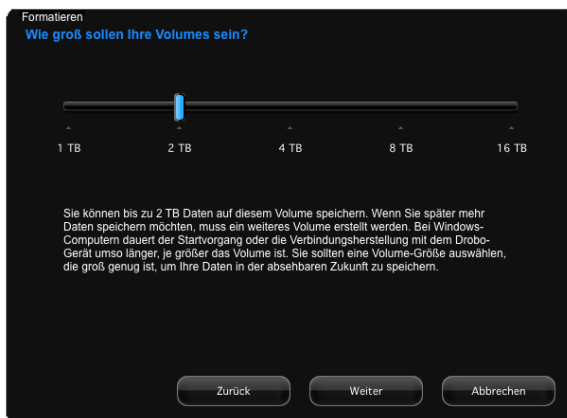 Formatieren
Wie groß sollen Ihre Volumes sein?
1 TB 2 TB 4 TB 8 TB 16 TB
Sie können bis zu 2 TB Daten auf diesem Volume speichern. Wenn Sie später mehr
Daten speichern möchten, muss ein weiteres Volume erstellt werden. Bei Windows-
Computern dauert der Startvorgang oder die Verbindungsherstellung mit dem Drobo-
Gerät umso länger, je größer das Volume ist. Sie sollten eine Volume-Größe auswählen,
die groß genug ist, um Ihre Daten in der absehbaren Zukunft zu speichern.
Zurück Weiter Abbrechen